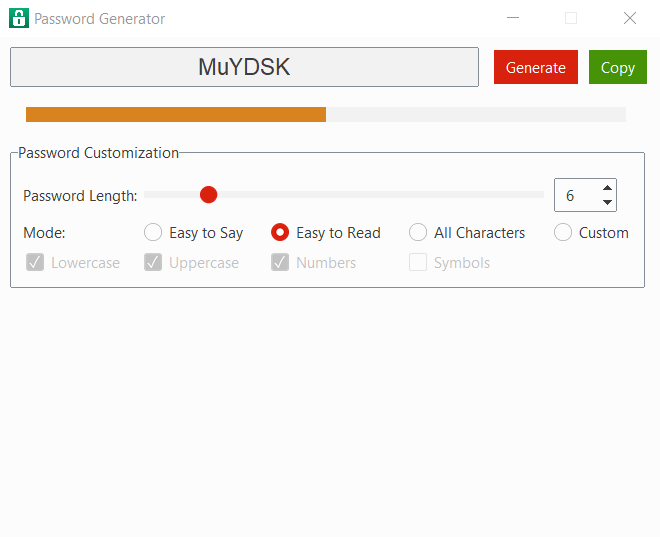 Password Generator
MuYDSK Generate Copy
Password Customization
Password Length: 6
Mode: Easy to Say Easy to Read All Characters Custom
Lowercase Uppercase Numbers Symbols